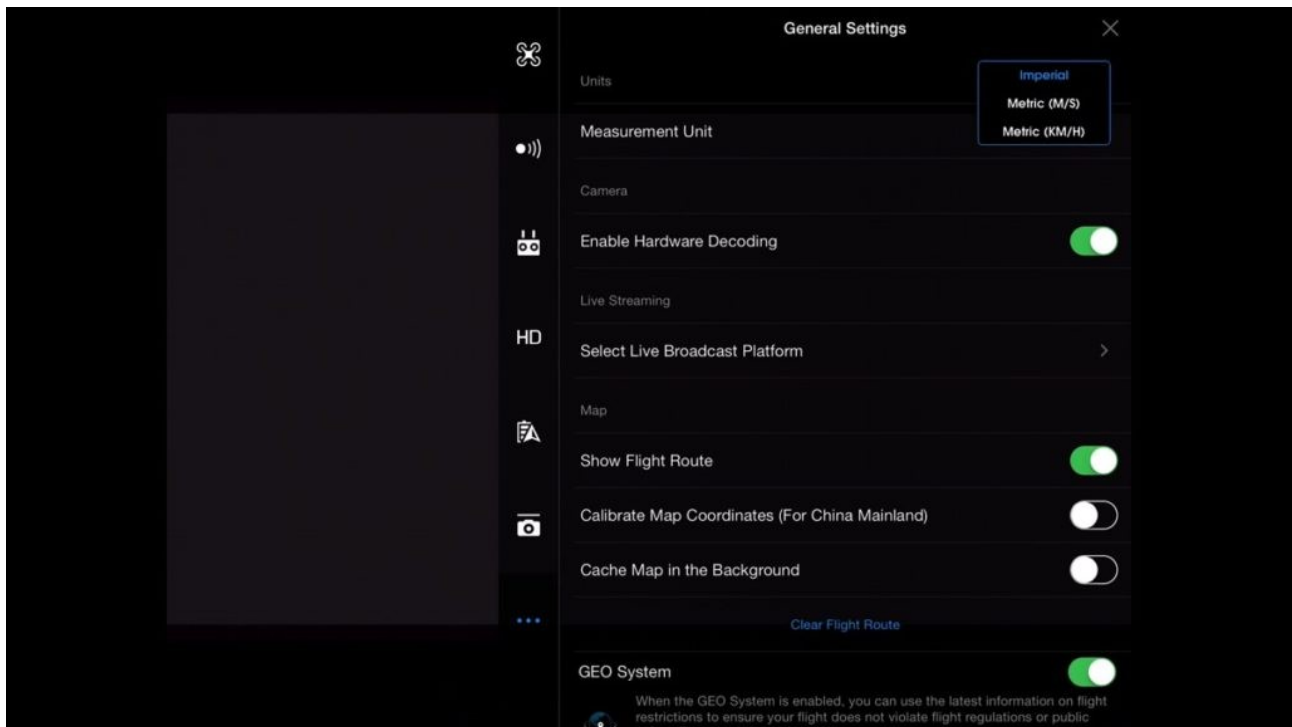 General Settings
Units
Imperial
Metric (M/S)
Measurement Unit
Metric (KM/H)
Camera
Enable Hardware Decoding
Live Streaming
HD
Select Live Broadcast Platform
Map
Show Flight Route
Calibrate Map Coordinates (For China Mainland)
Cache Map in the Background
Clear Flight Route
GEO System
When the GEO System is enabled, you can use the latest information on flight
restrictions to ensure your flight does not violate flight regulations or public